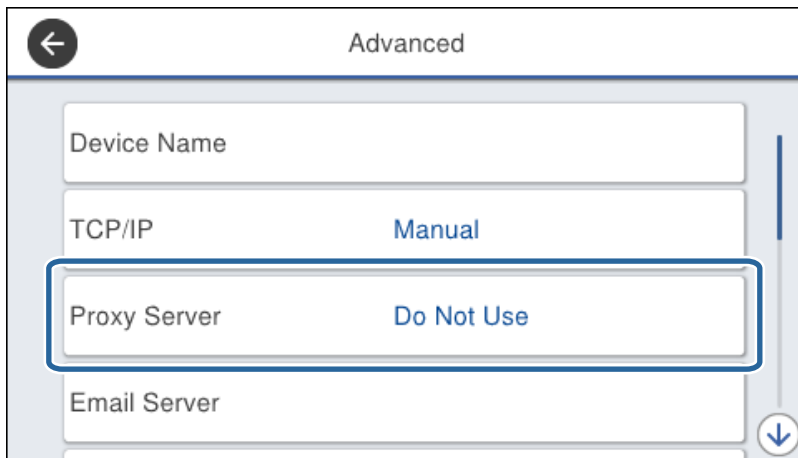 Advanced
Device Name
TCP/IP Manual
Proxy Server Do Not Use
Email Server